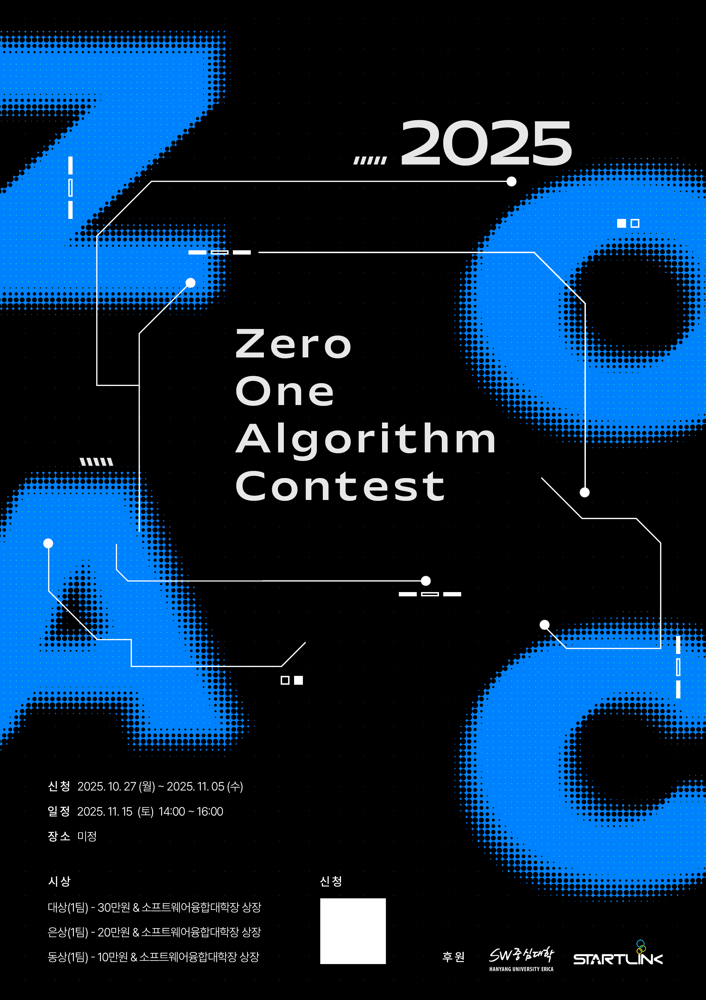 Z O
A C
2025
Zero
One
Algorithm
Contest
신청 2025. 10. 27 (월) ~ 2025. 11. 05 (수)
일정 2025. 11. 15 (토) 14:00 ~ 16:00
장소 미정
시상
대상(1팀) - 30만원 & 소프트웨어융합대학장 상장
은상(1팀) - 20만원 & 소프트웨어융합대학장 상장
동상(1팀) - 10만원 & 소프트웨어융합대학장 상장
신청
후원
SW중심대학
HANYANG UNIVERSITY ERICA
STARTLINK